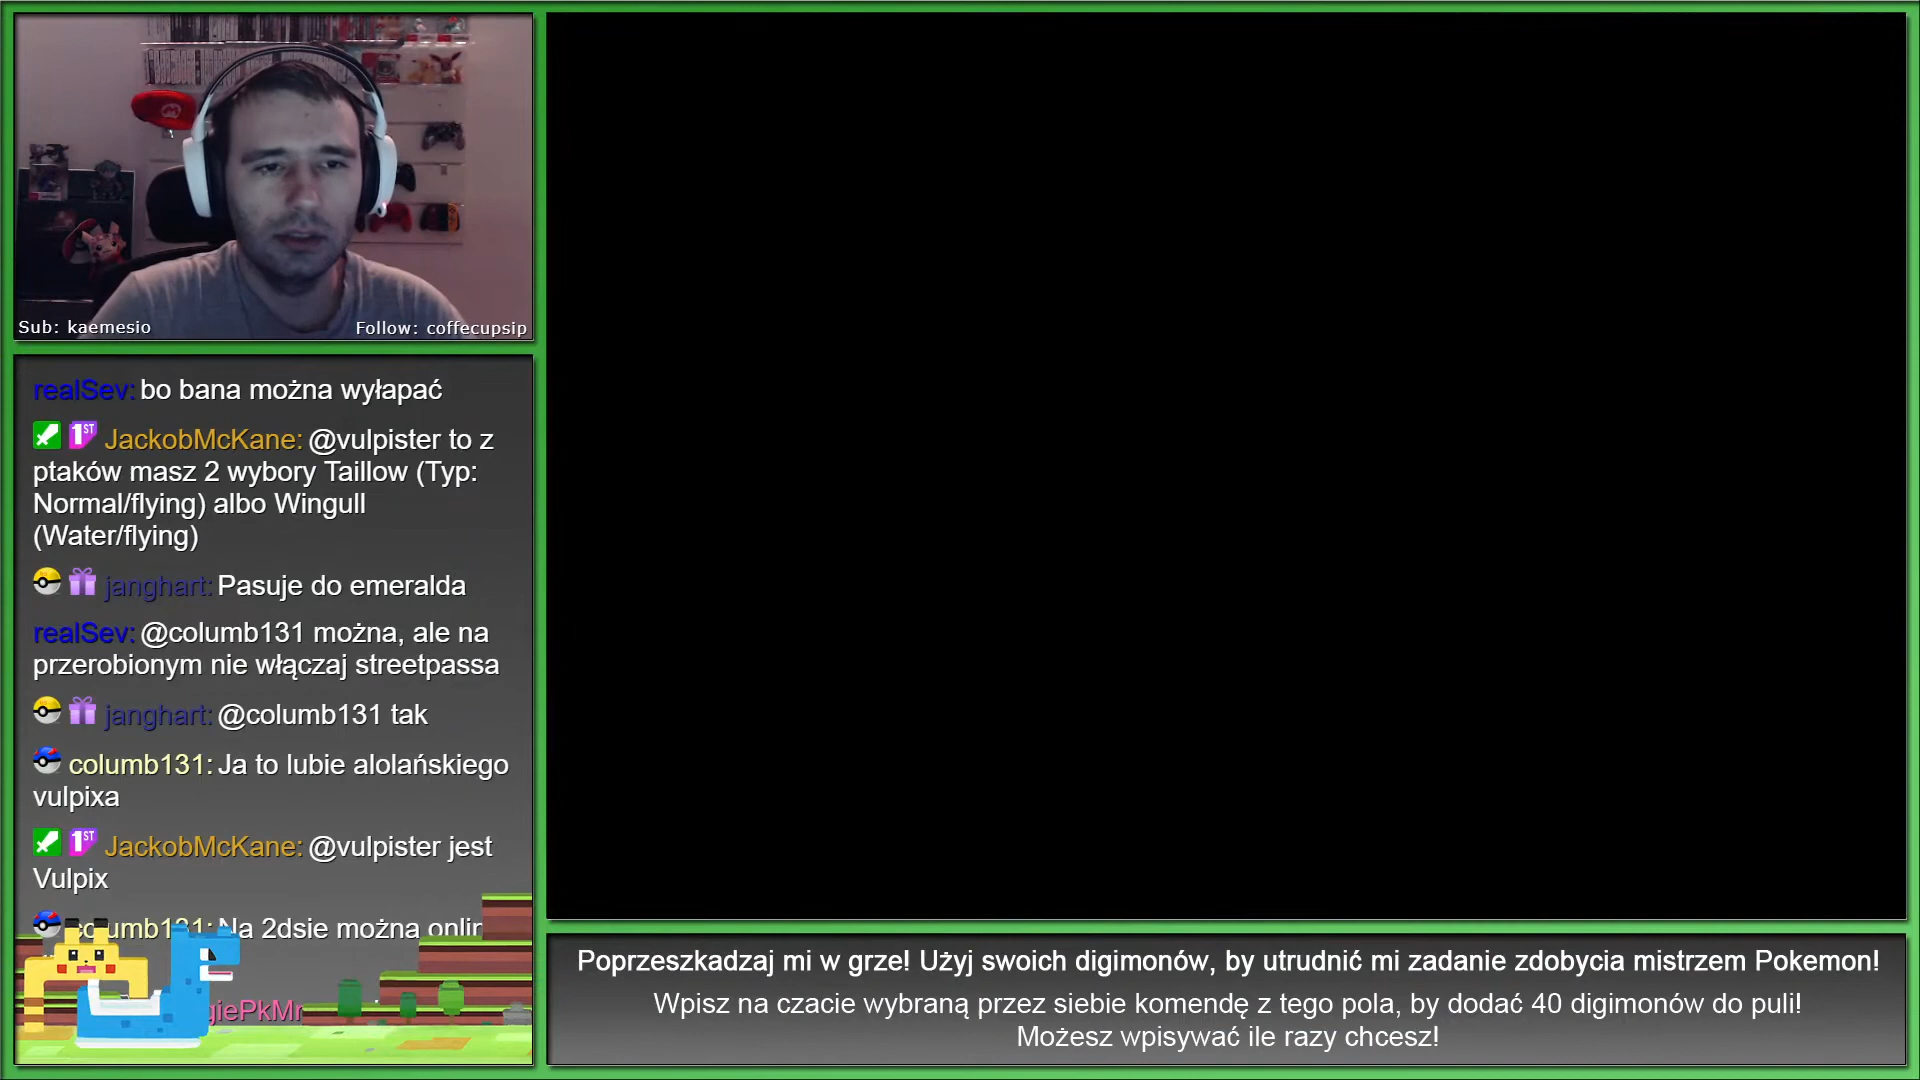 Sub: kaemesio
Follow: coffecupsip
realSev: bo bana można wyłapać
1ST JackobMcKane: @vulpister to z
ptaków masz 2 wybory Taillow (Typ:
Normal/flying) albo Wingull
(Water/flying)
janghart: Pasuje do emeralda
realSev: @columb131 można, ale na
przerobionym nie włączaj streetpassa
janghart: @columb131 tak
columb131: Ja to lubie alolańskiego
vulpixa
1ST JackobMcKane: @vulpister jest
Vulpix
columb131: Na 2dsie można
Poprzeszkadzaj mi w grze! Użyj swoich digimonów, by utrudnić mi zadanie zdobycia mistrzem Pokemon!
Wpisz na czacie wybraną przez siebie komendę z tego pola, by dodać 40 digimonów do puli!
Możesz wpisywać ile razy chcesz!